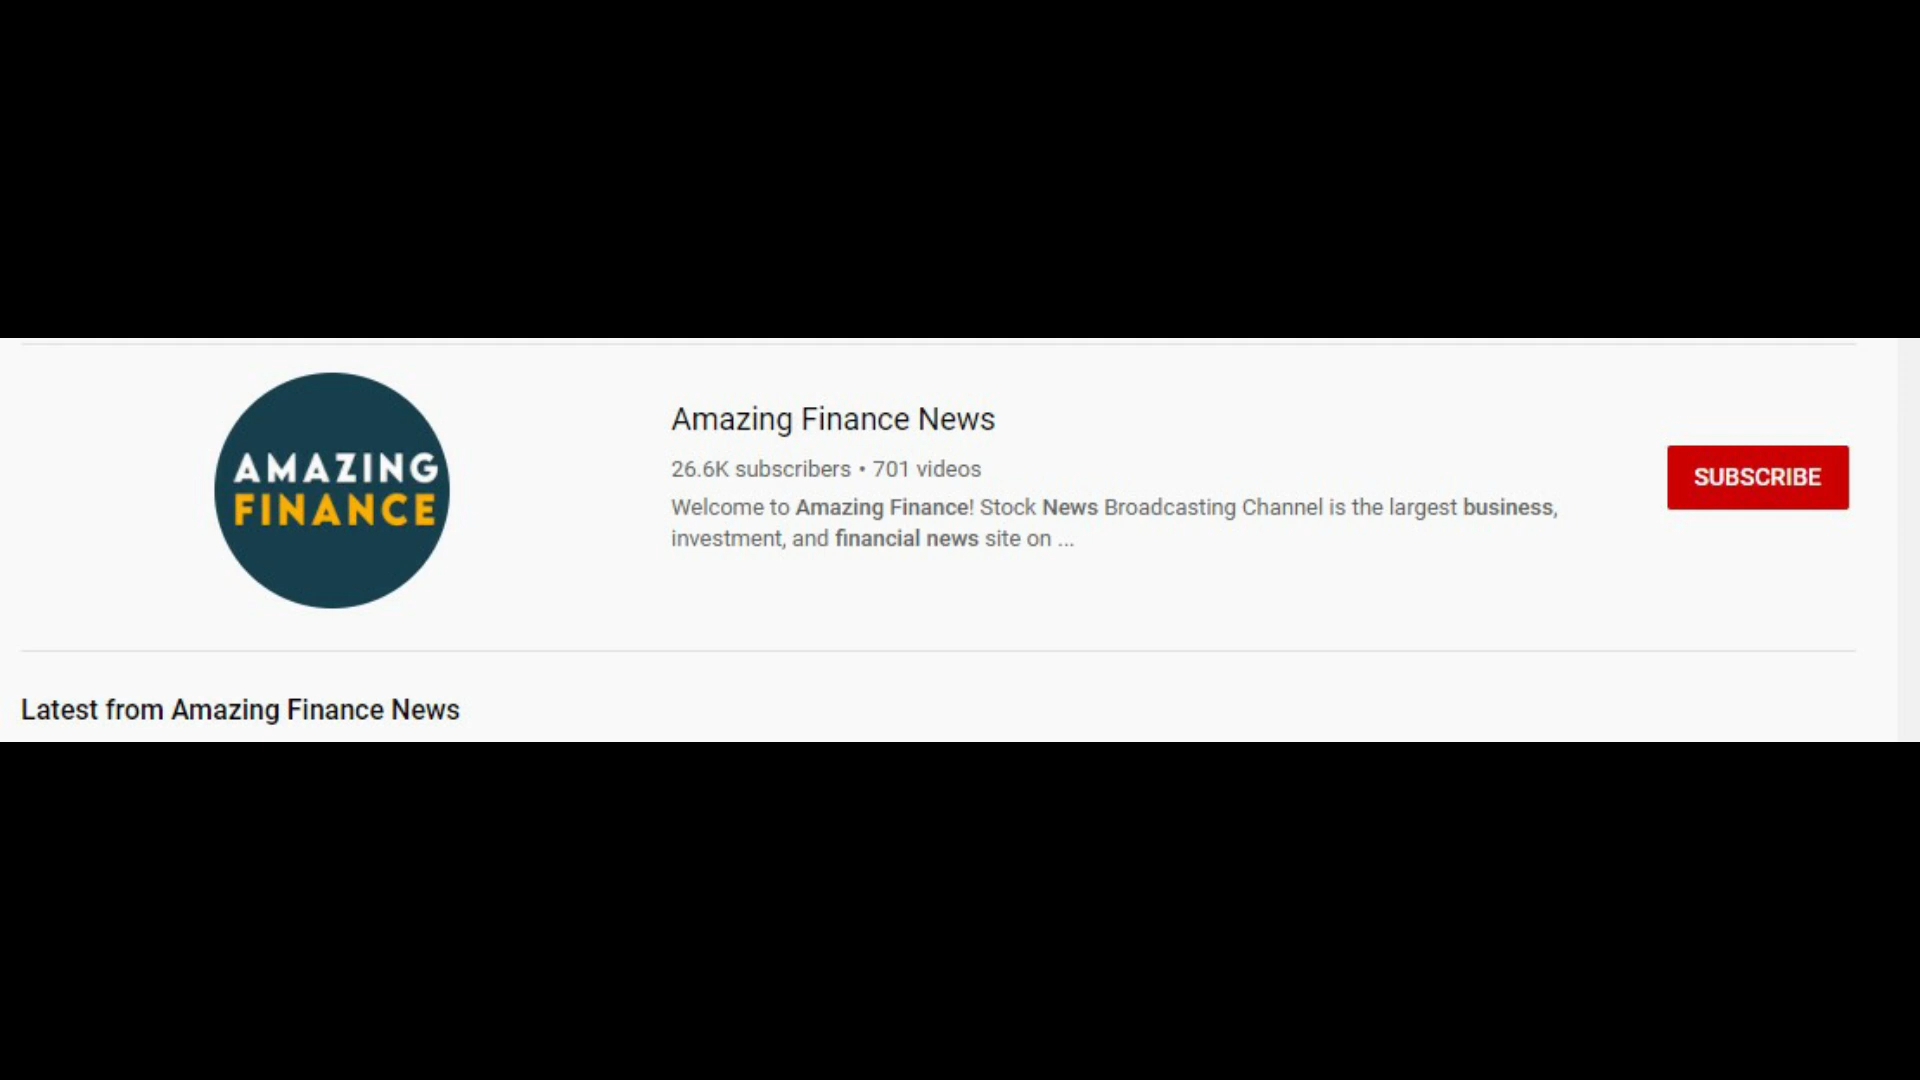 AMAZING
FINANCE
Amazing Finance News
26.6K subscribers • 701 videos
Welcome to Amazing Finance! Stock News Broadcasting Channel is the largest business,
investment, and financial news site on ...
SUBSCRIBE
Latest from Amazing Finance News